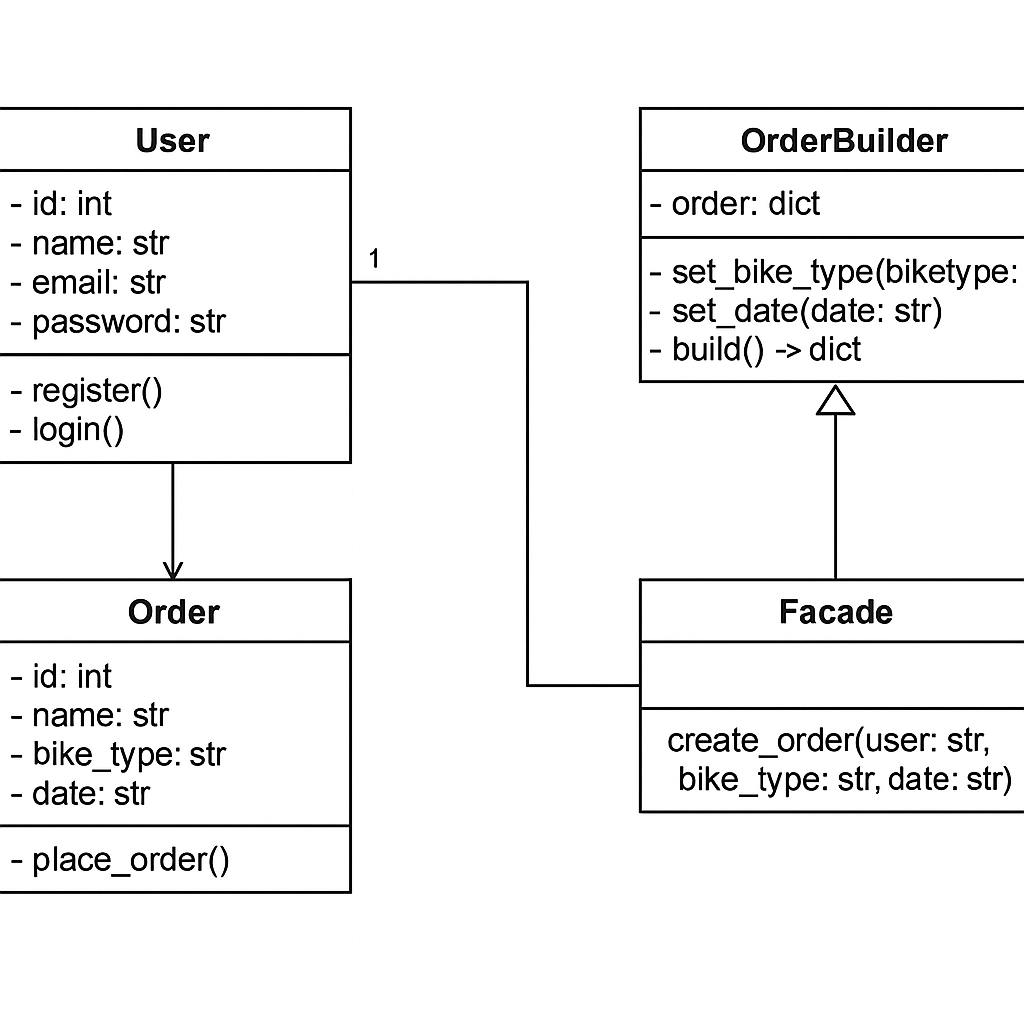 User
- id: int
- name: str
- email: str
- password: str
- register()
- login()
1
OrderBuilder
- order: dict
- set_bike_type(biketype:
- set_date(date: str)
- build() -> dict
Order
- id: int
- name: str
- bike_type: str
- date: str
- place_order()
Facade
create_order(user: str,
bike_type: str, date: str)